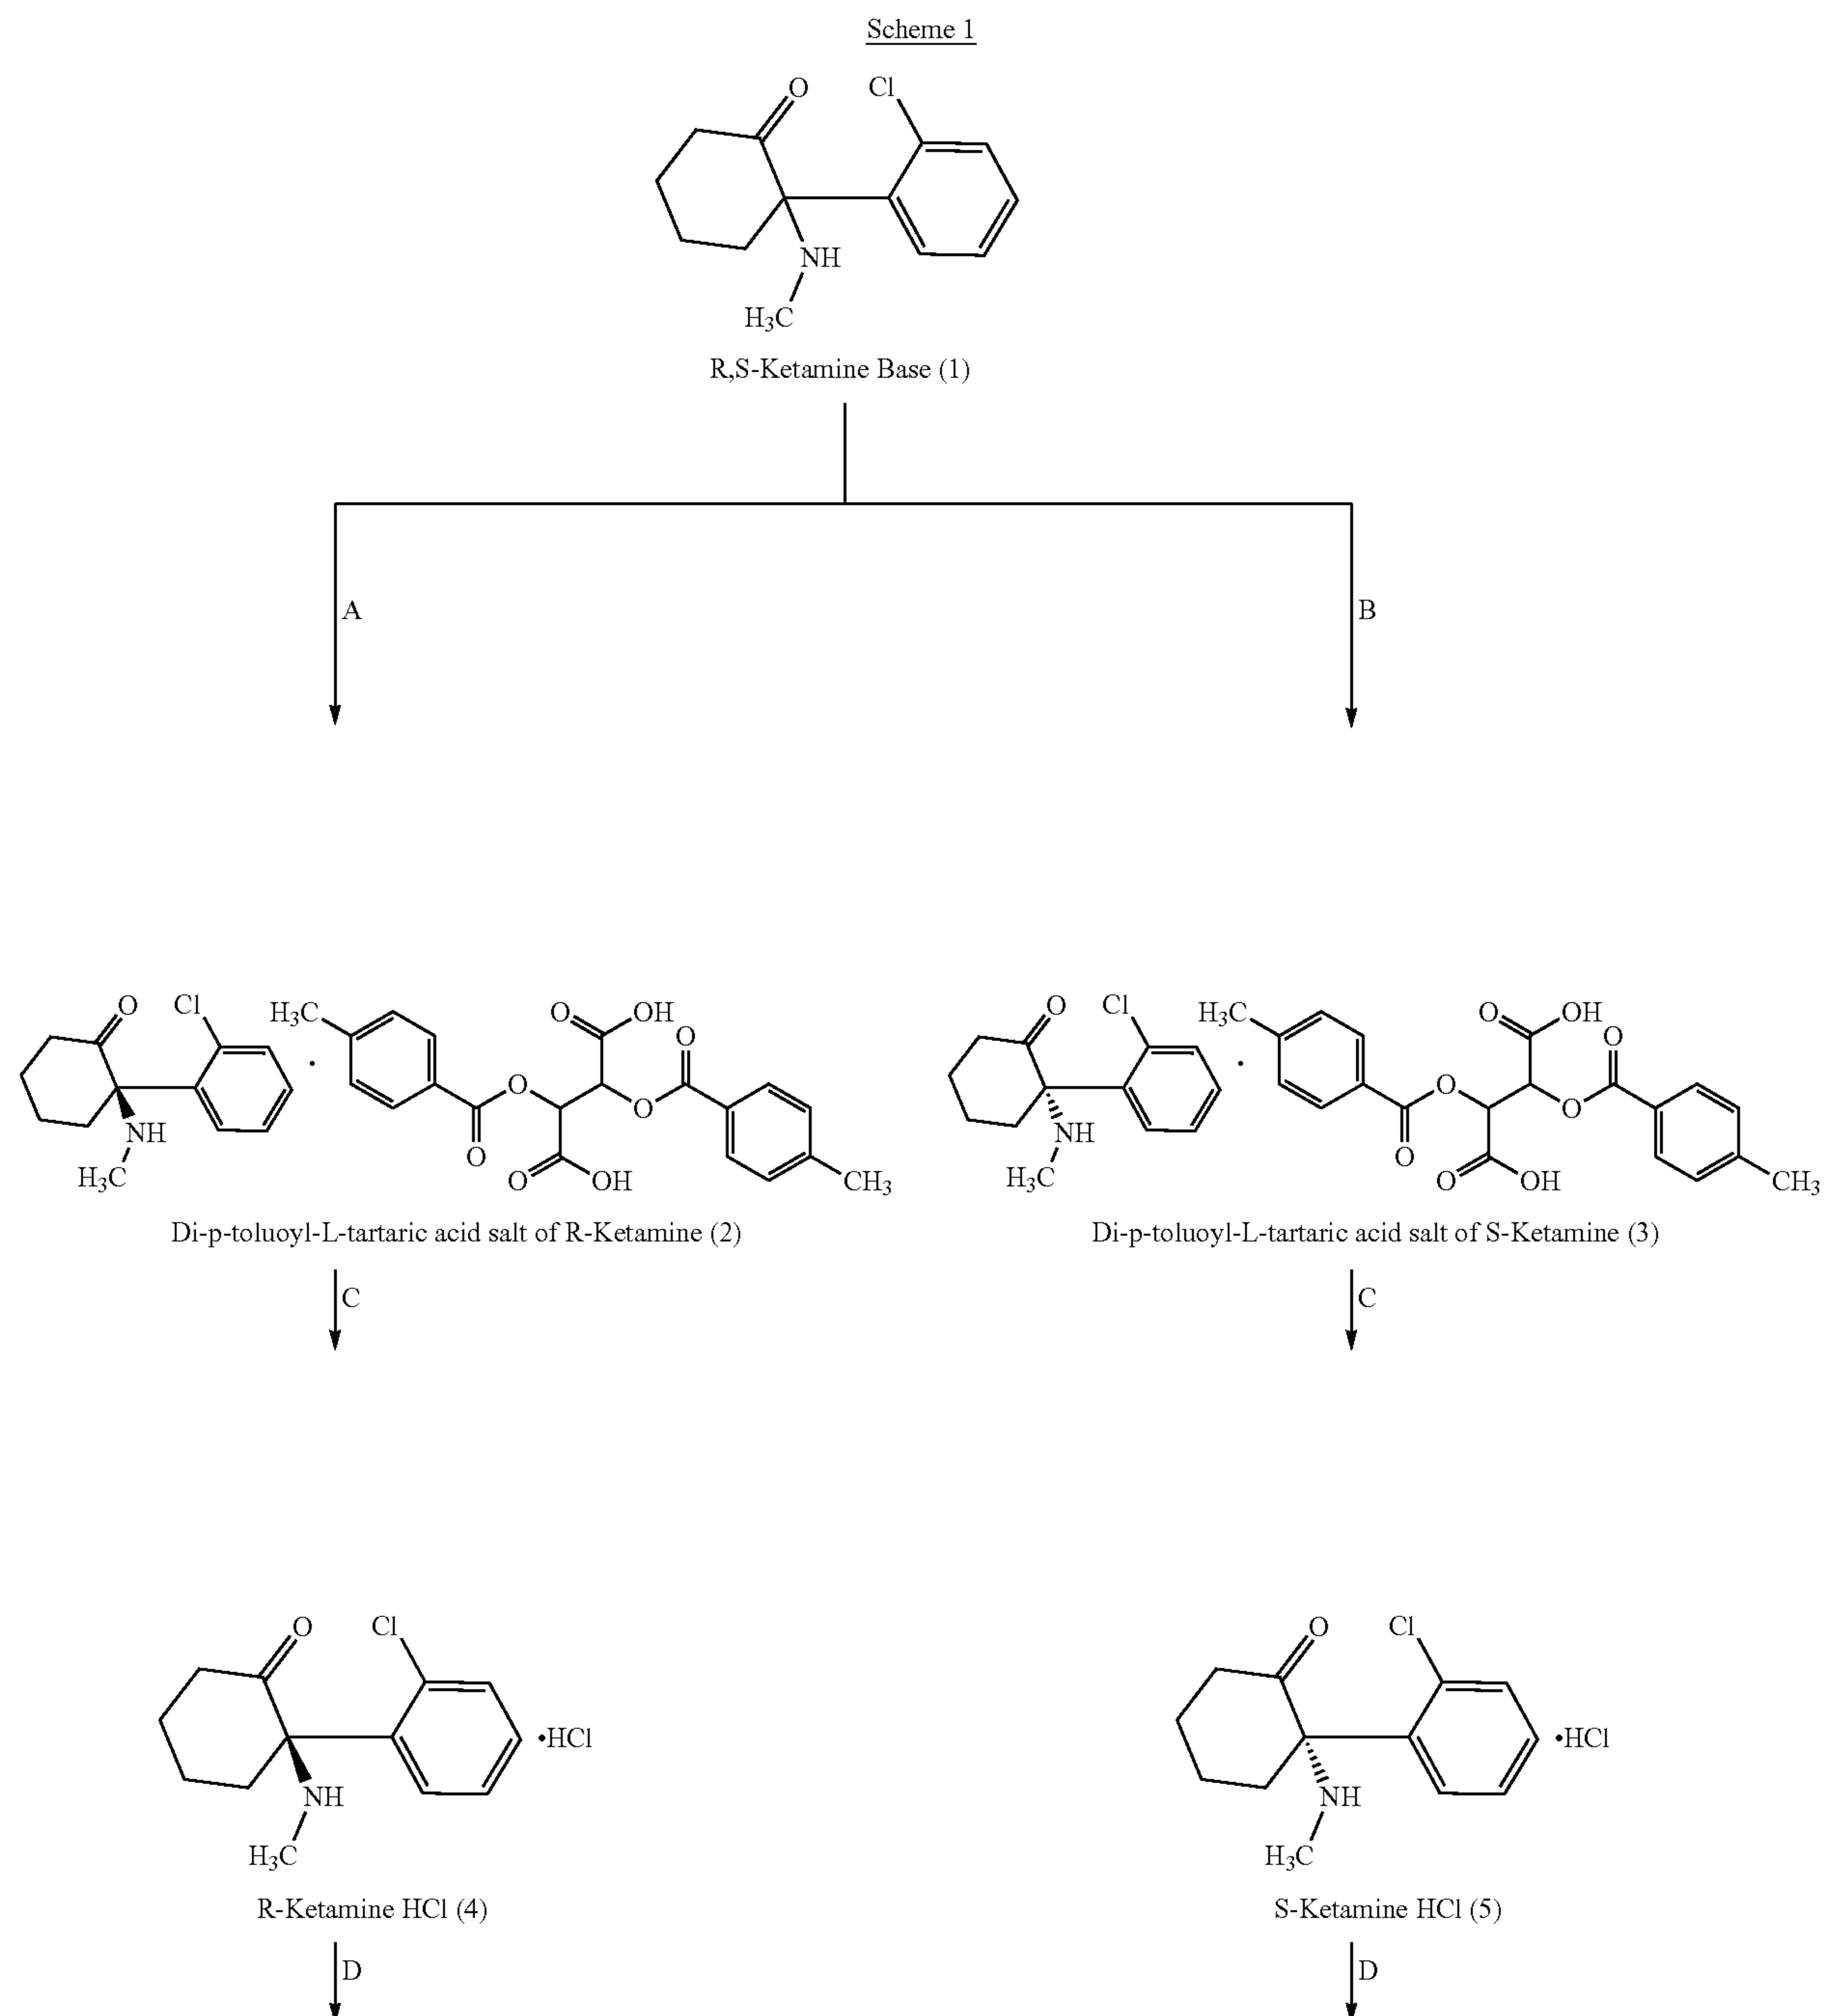 Scheme 1
O Cl
NH
H3C
R,S-Ketamine Base (1)
A B
O Cl H3C O OH O
O O
NH O O OH
H3C CH3
O Cl H3C O OH O
O O
NH O O OH
H3C CH3
Di-p-toluoyl-L-tartaric acid salt of R-Ketamine (2) Di-p-toluoyl-L-tartaric acid salt of S-Ketamine (3)
C C
O Cl
•HCl
NH
H3C
O Cl
•HCl
NH
H3C
R-Ketamine HCl (4) S-Ketamine HCl (5)
D D